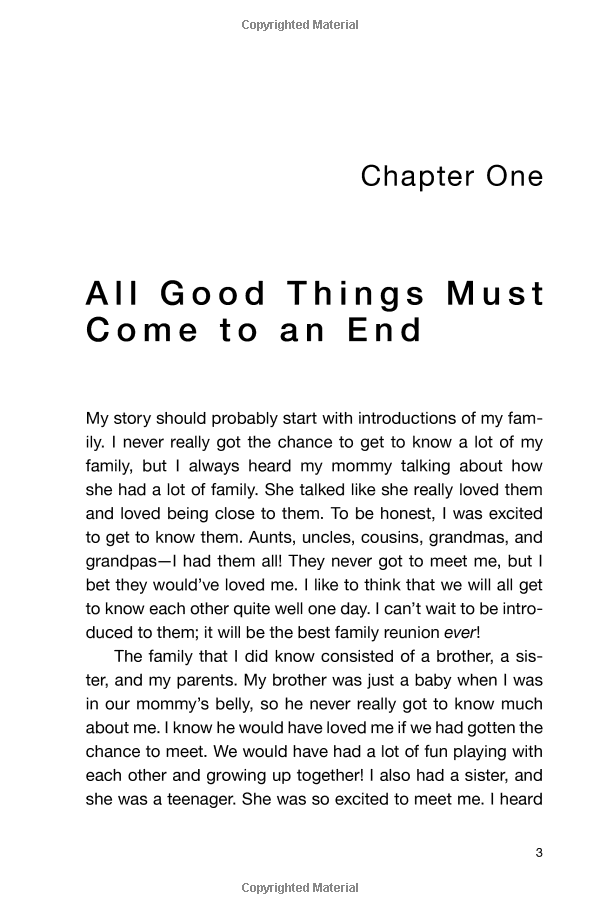 Copyrighted Material
Chapter One
All Good Things Must
Come to an End
My story should probably start with introductions of my fam-
ily. I never really got the chance to get to know a lot of my
family, but I always heard my mommy talking about how
she had a lot of family. She talked like she really loved them
and loved being close to them. To be honest, I was excited
to get to know them. Aunts, uncles, cousins, grandmas, and
grandpas—I had them all! They never got to meet me, but I
bet they would’ve loved me. I like to think that we will all get
to know each other quite well one day. I can’t wait to be intro-
duced to them; it will be the best family reunion ever!
The family that I did know consisted of a brother, a sis-
ter, and my parents. My brother was just a baby when I was
in our mommy’s belly, so he never really got to know much
about me. I know he would have loved me if we had gotten the
chance to meet. We would have had a lot of fun playing with
each other and growing up together! I also had a sister, and
she was a teenager. She was so excited to meet me. I heard
3
Copyrighted Material